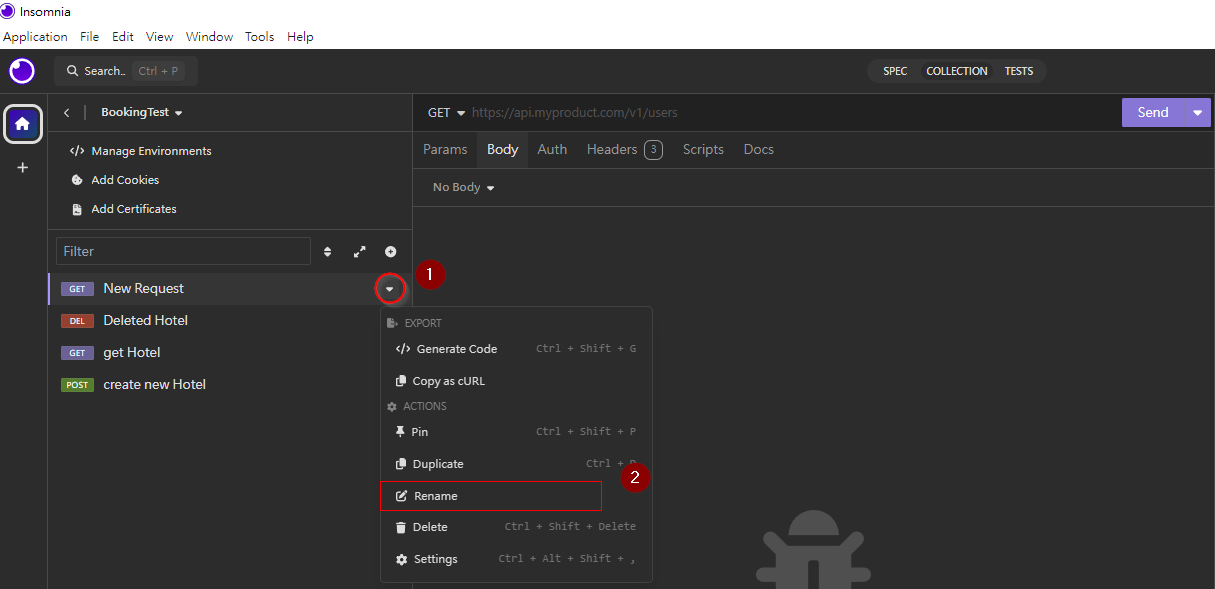 Insomnia
Application File Edit View Window Tools Help
Search.. Ctrl + P SPEC COLLECTION TESTS
BookingTest GET https://api.myproduct.com/v1/users Send
Manage Environments
Params Body Auth Headers 3 Scripts Docs
Add Cookies
No Body
Add Certificates
Filter
GET New Request 1
DEL Deleted Hotel
EXPORT
GET get Hotel
Generate Code Ctrl + Shift + G
POST create new Hotel
Copy as cURL
ACTIONS
Pin Ctrl + Shift + P
Duplicate Ctrl +
2
Rename
Delete Ctrl + Shift + Delete
Settings Ctrl + Alt + Shift + ,